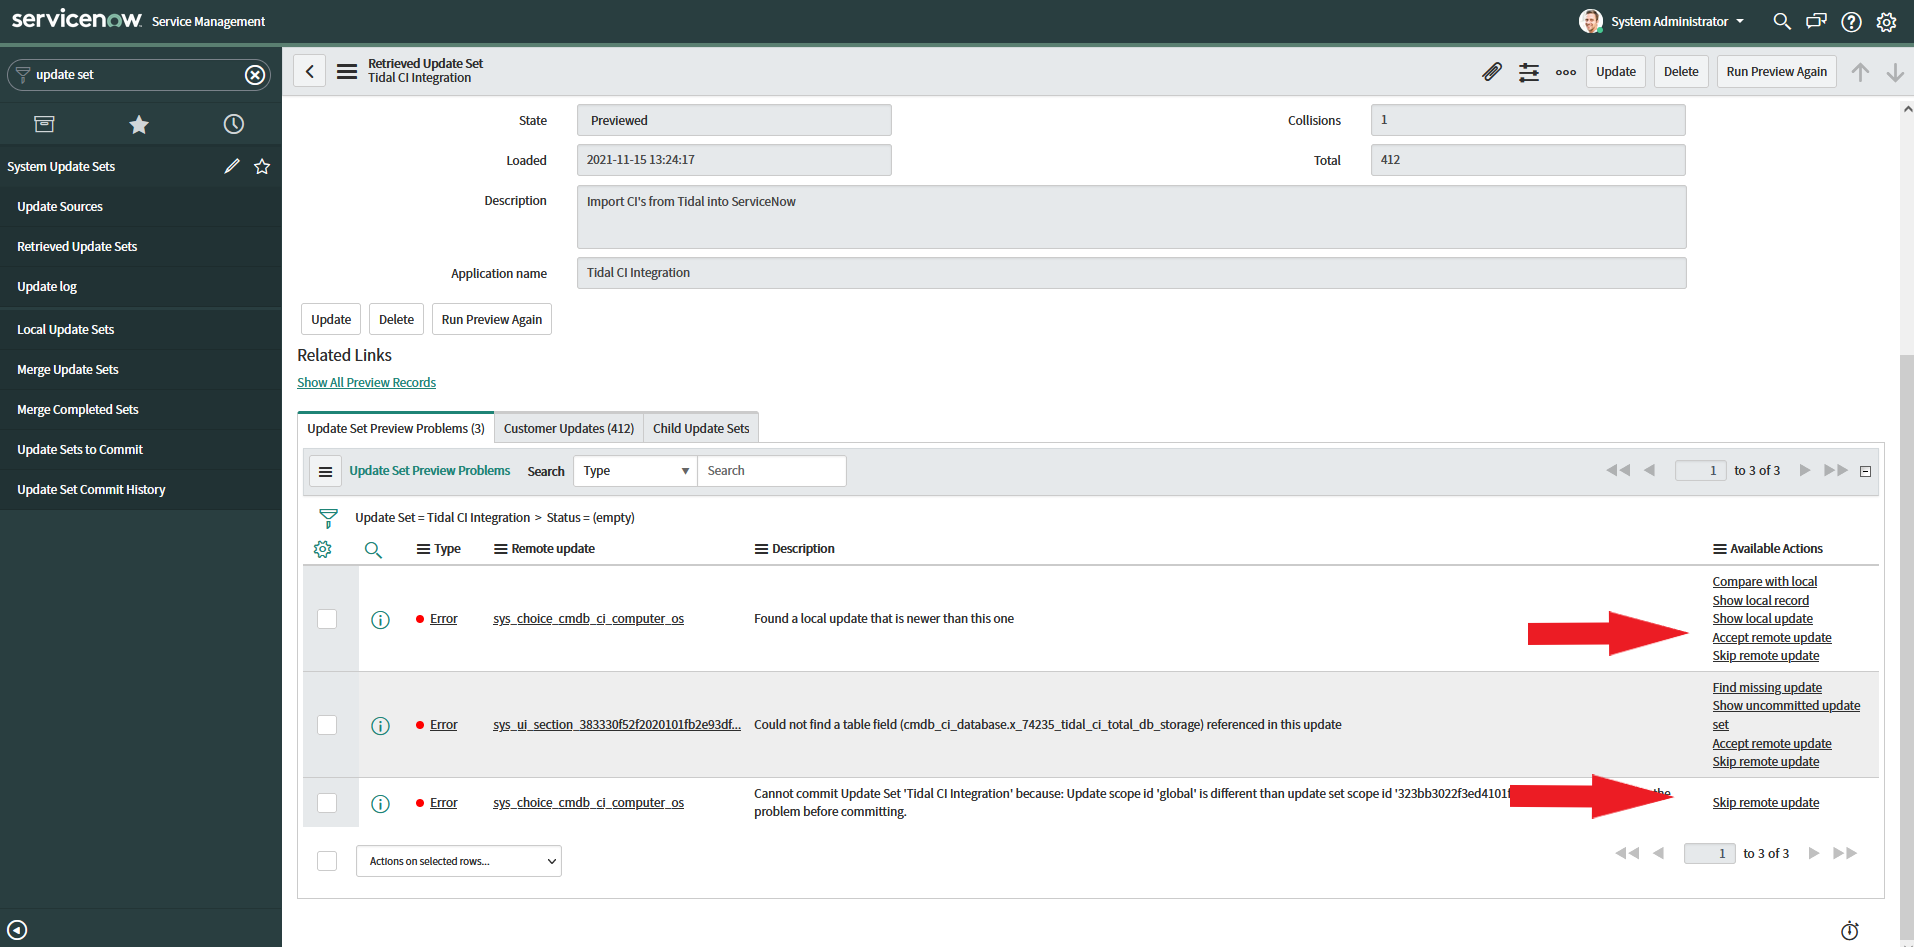 servicenow Service Management
System Administrator
update set
System Update Sets
Update Sources
Retrieved Update Sets
Update log
Local Update Sets
Merge Update Sets
Merge Completed Sets
Update Sets to Commit
Update Set Commit History
Retrieved Update Set
Tidal CI Integration
Update Delete Run Preview Again
State Previewed Collisions 1
Loaded 2021-11-15 13:24:17 Total 412
Description Import CI's from Tidal into ServiceNow
Application name Tidal CI Integration
Update Delete Run Preview Again
Related Links
Show All Preview Records
Update Set Preview Problems (3) Customer Updates (412) Child Update Sets
Update Set Preview Problems Search Type Search 1 to 3 of 3
Update Set = Tidal CI Integration > Status = (empty)
Type Remote update Description Available Actions
Error sys_choice_cmdb_ci_computer_os Found a local update that is newer than this one
Compare with local
Show local record
Show local update
Accept remote update
Skip remote update
Error sys_ui_section_383330f52f2020101fb2e93df... Could not find a table field (cmdb_ci_database.x_74235_tidal_ci_total_db_storage) referenced in this update
Find missing update
Show uncommitted update
set
Accept remote update
Skip remote update
Error sys_choice_cmdb_ci_computer_os
Cannot commit Update Set 'Tidal CI Integration' because: Update scope id 'global' is different than update set scope id '323bb3022f3ed4101f the
problem before committing.
Skip remote update
Actions on selected rows... 1 to 3 of 3